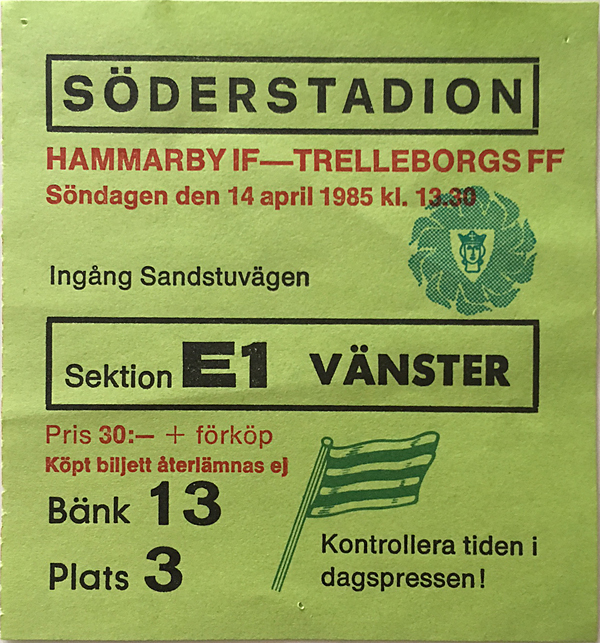 SÖDERSTADION
HAMMARBY IF—TRELLEBORGS FF
Söndagen den 14 april 1985 kl. 13.30
Ingång Sandstuvägen
Sektion E1 VÄNSTER
Pris 30:— + förköp
Köpt biljett återlämnas ej
Bänk 13
Plats 3
Kontrollera tiden i
dagspressen!